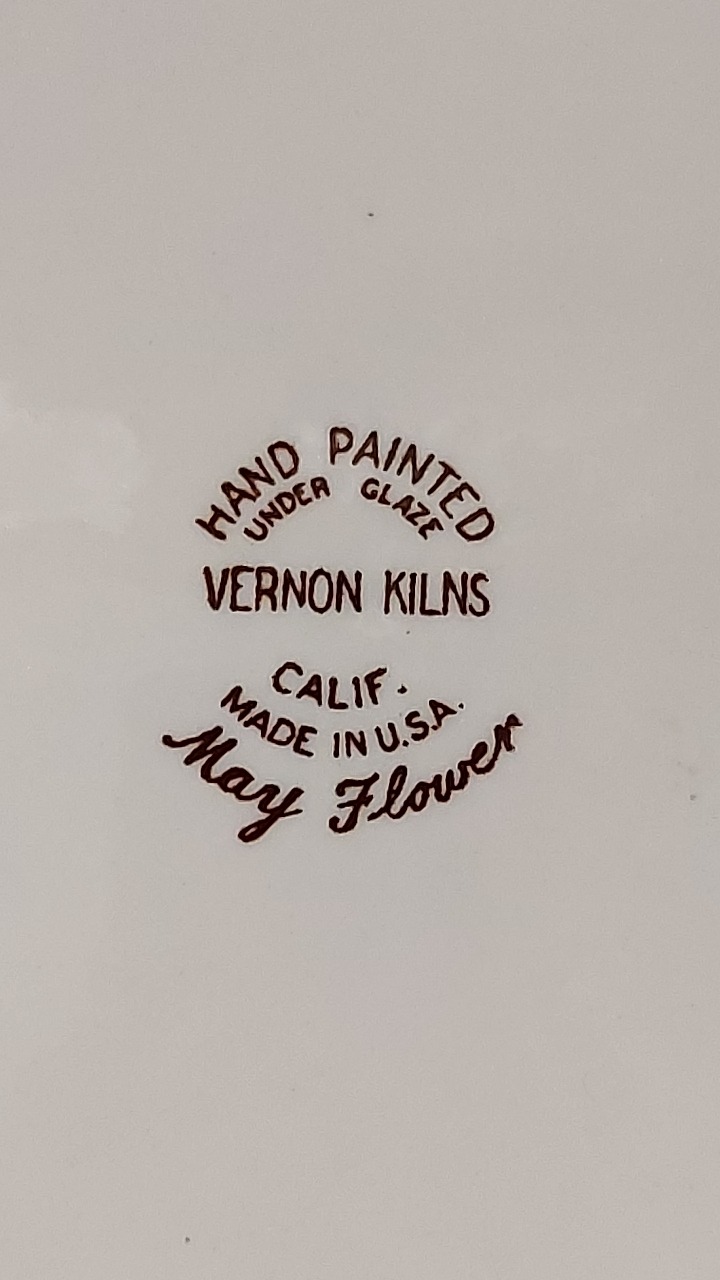 HAND PAINTED
UNDER GLAZE
VERNON KILNS
CALIF.
MADE IN U.S.A.
May Flower